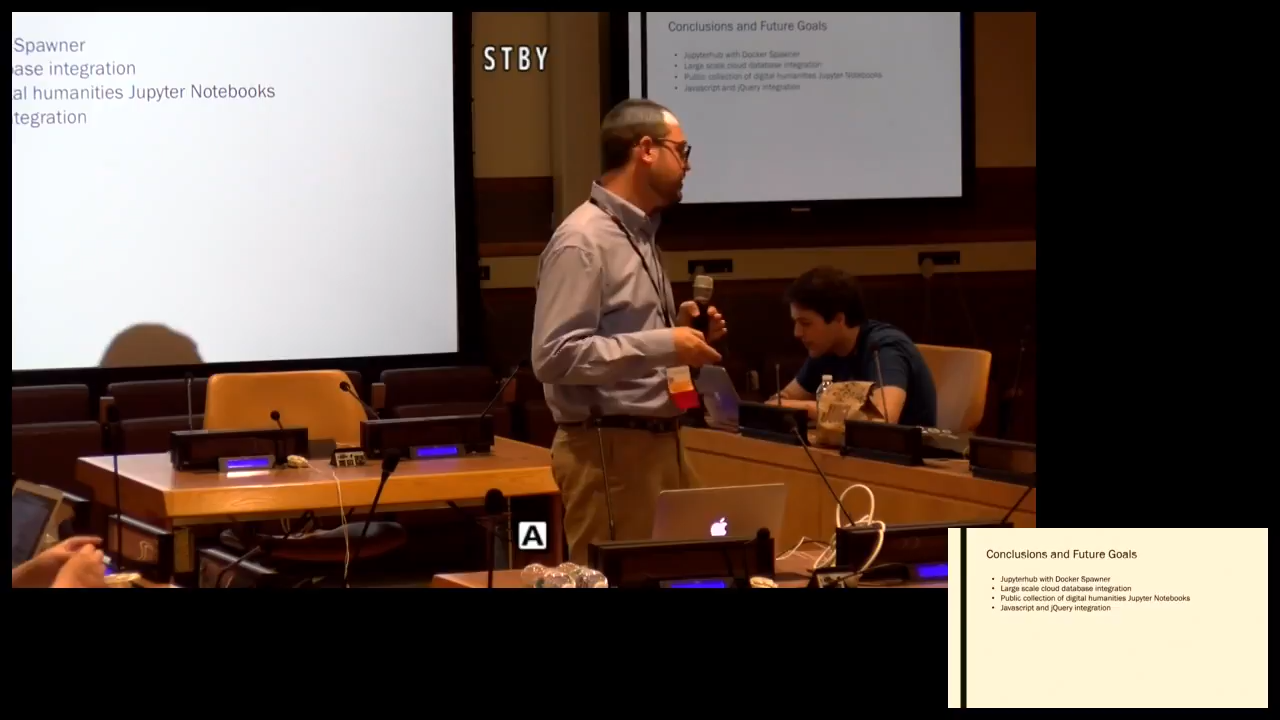 Spawner
ase integration
al humanities Jupyter Notebooks
tegration
STBY
Conclusions and Future Goals
• Jupyterhub with Docker Spawner
• Large scale cloud database integration
• Public collection of digital humanities Jupyter Notebooks
• Javascript and jQuery integration
A
Conclusions and Future Goals
• Jupyterhub with Docker Spawner
• Large scale cloud database integration
• Public collection of digital humanities Jupyter Notebooks
• Javascript and jQuery integration